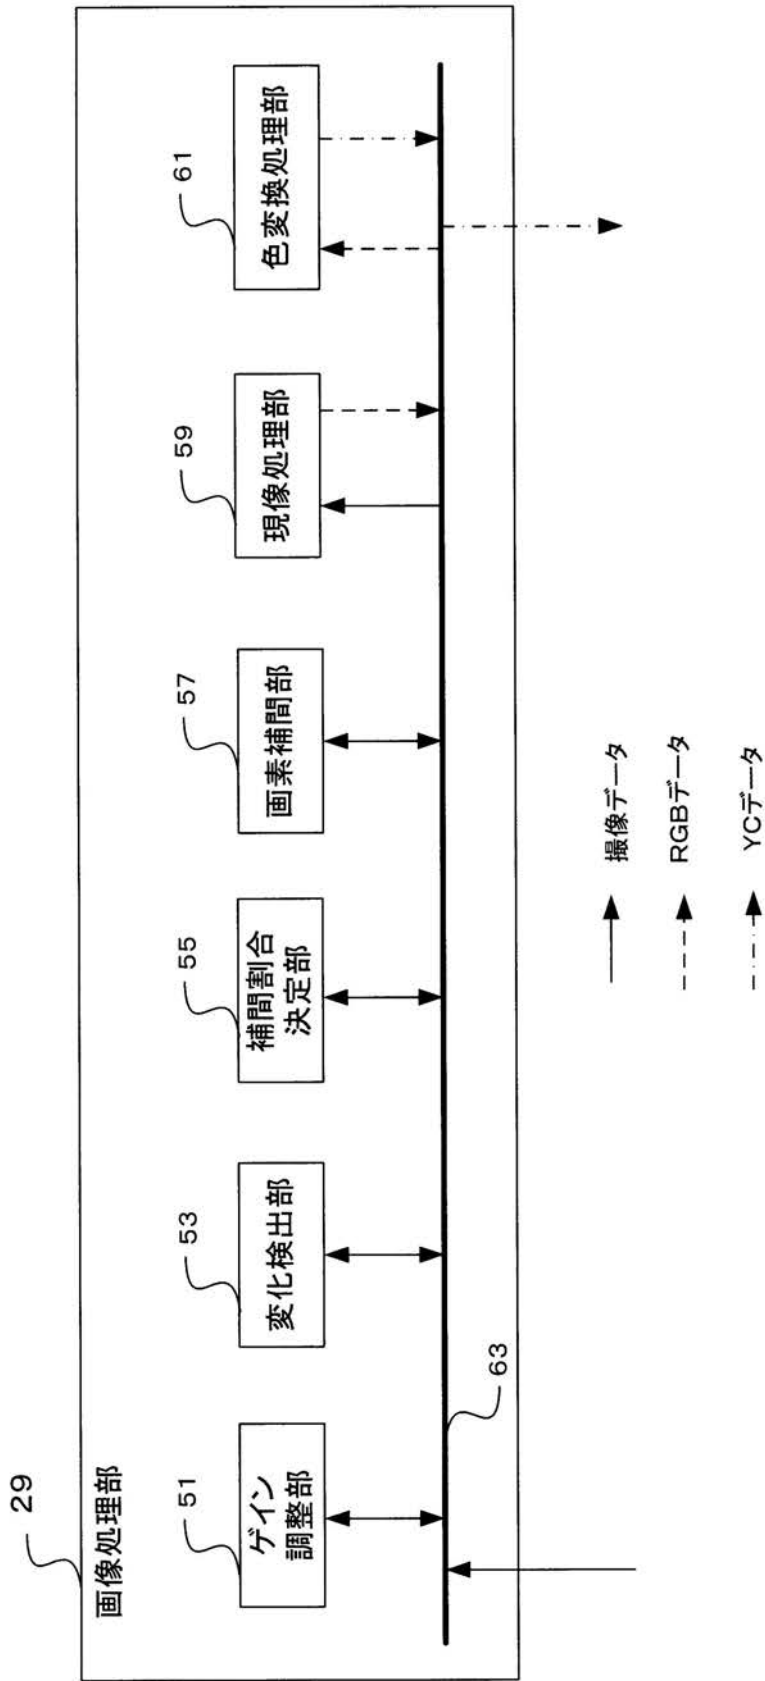 29
画像処理部
51
ゲイン
調整部
53
変化検出部
55
補間割合
決定部
57
画素補間部
59
現像処理部
61
色変換処理部
63
撮像データ
RGBデータ
YCデータ